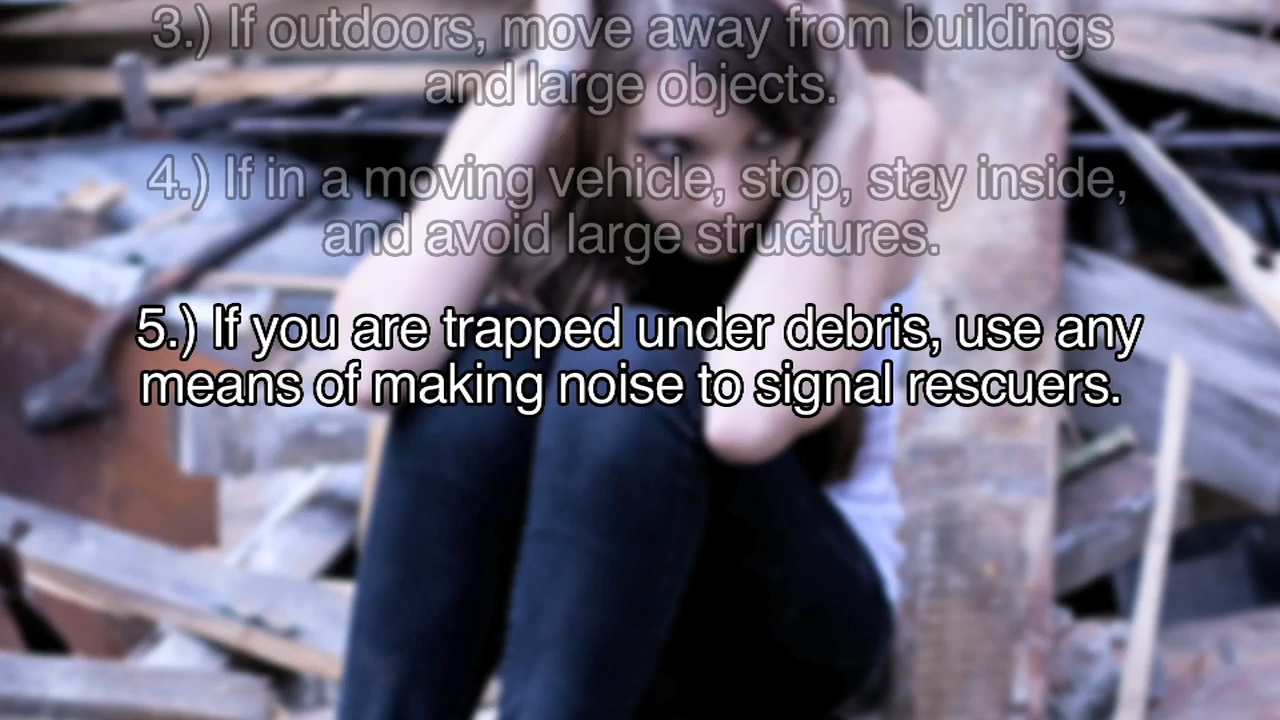 3.) If outdoors, move away from buildings
and large objects.
4.) If in a moving vehicle, stop, stay inside,
and avoid large structures.
5.) If you are trapped under debris, use any
means of making noise to signal rescuers.